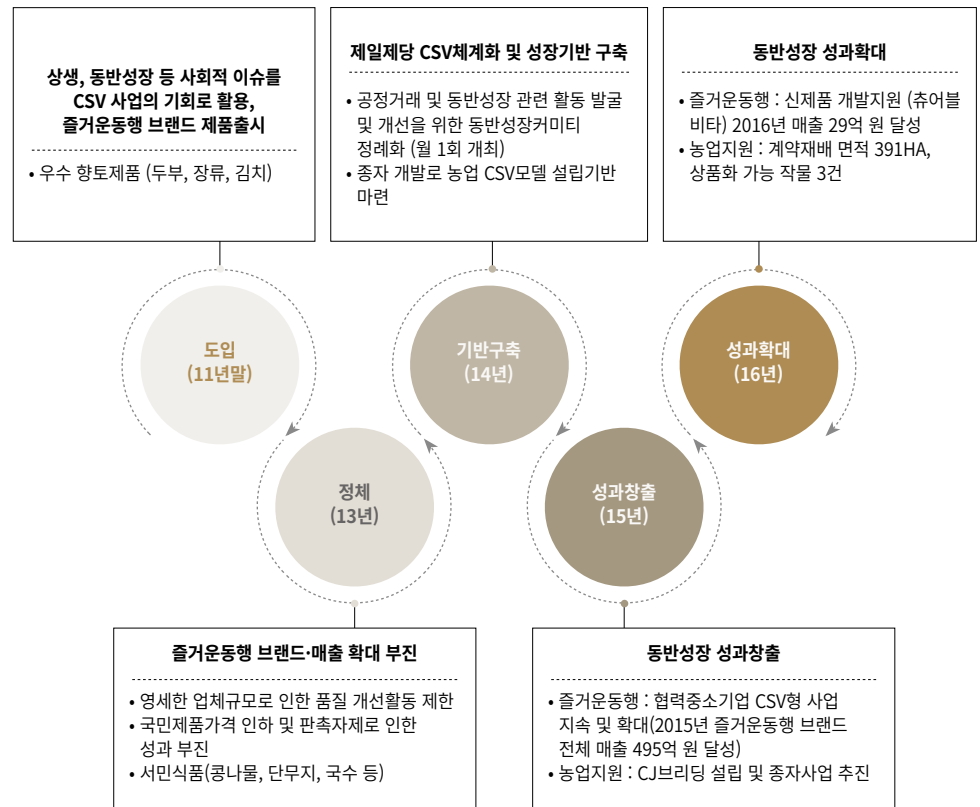 상생, 동반성장 등 사회적 이슈를
CSV 사업의 기회로 활용,
즐거운동행 브랜드 제품출시
• 우수 향토제품 (두부, 장류, 김치)
제일제당 CSV체계화 및 성장기반 구축
• 공정거래 및 동반성장 관련 활동 발굴
및 개선을 위한 동반성장커미티
정례화 (월 1회 개최)
• 종자 개발로 농업 CSV모델 설립기반
마련
동반성장 성과확대
• 즐거운동행 : 신제품 개발지원 (츄어블
비타) 2016년 매출 29억 원 달성
• 농업지원 : 계약재배 면적 391HA,
상품화 가능 작물 3건
도입
(11년말)
기반구축
(14년)
성과확대
(16년)
정체
(13년)
성과창출
(15년)
즐거운동행 브랜드·매출 확대 부진
• 영세한 업체규모로 인한 품질 개선활동 제한
• 국민제품가격 인하 및 판촉자제로 인한
성과 부진
• 서민식품(콩나물, 단무지, 국수 등)
동반성장 성과창출
• 즐거운동행 : 협력중소기업 CSV형 사업
지속 및 확대(2015년 즐거운동행 브랜드
전체 매출 495억 원 달성)
• 농업지원 : CJ브리딩 설립 및 종자사업 추진